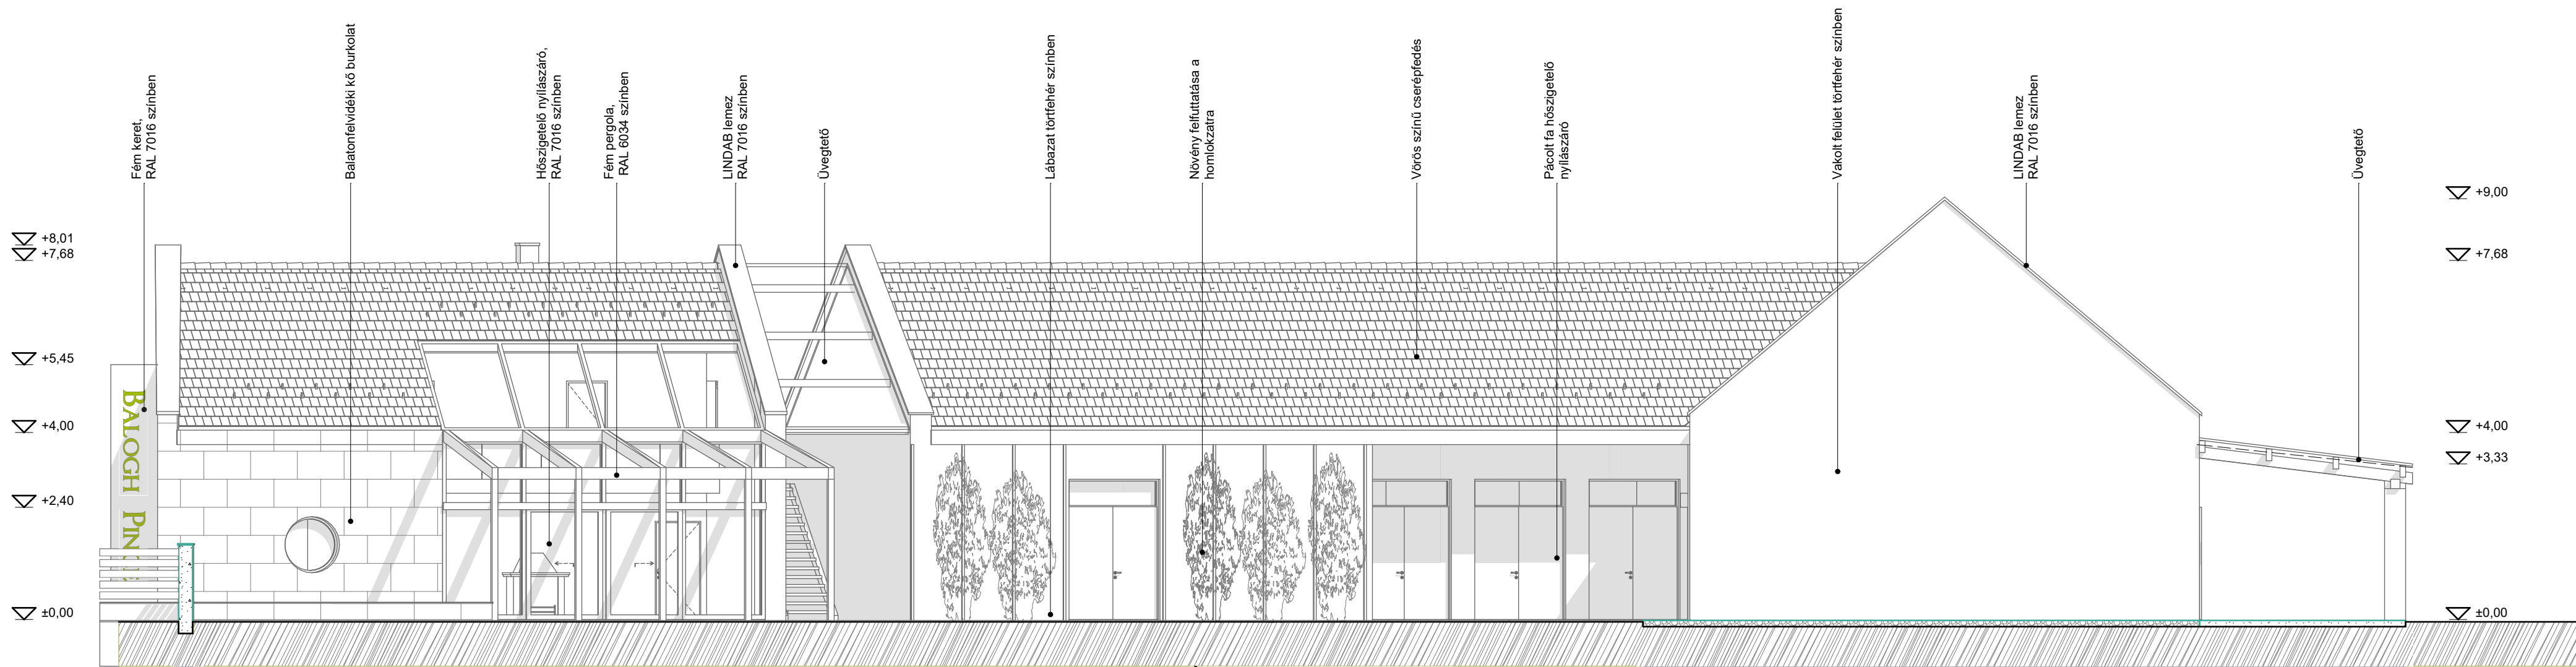 Fém keret,
RAL 7016 színben
Balatonfelvidéki kő burkolat
Hőszigetelő nyílászáró,
RAL 7016 színben
Fém pergola,
RAL 6034 színben
LINDAB lemez
RAL 7016 színben
Üvegtető
Lábazat törtfehér színben
Növény felfuttatása a
homlokzatra
Vörös színű cserépfedés
Pácolt fa hőszigetelő
nyílászáró
Vakolt felület törtfehér színben
LINDAB lemez
RAL 7016 színben
Üvegtető
+8,01
+7,68
+5,45
+4,00
+2,40
±0,00
BALOGH
+9,00
+7,68
+4,00
+3,33
±0,00